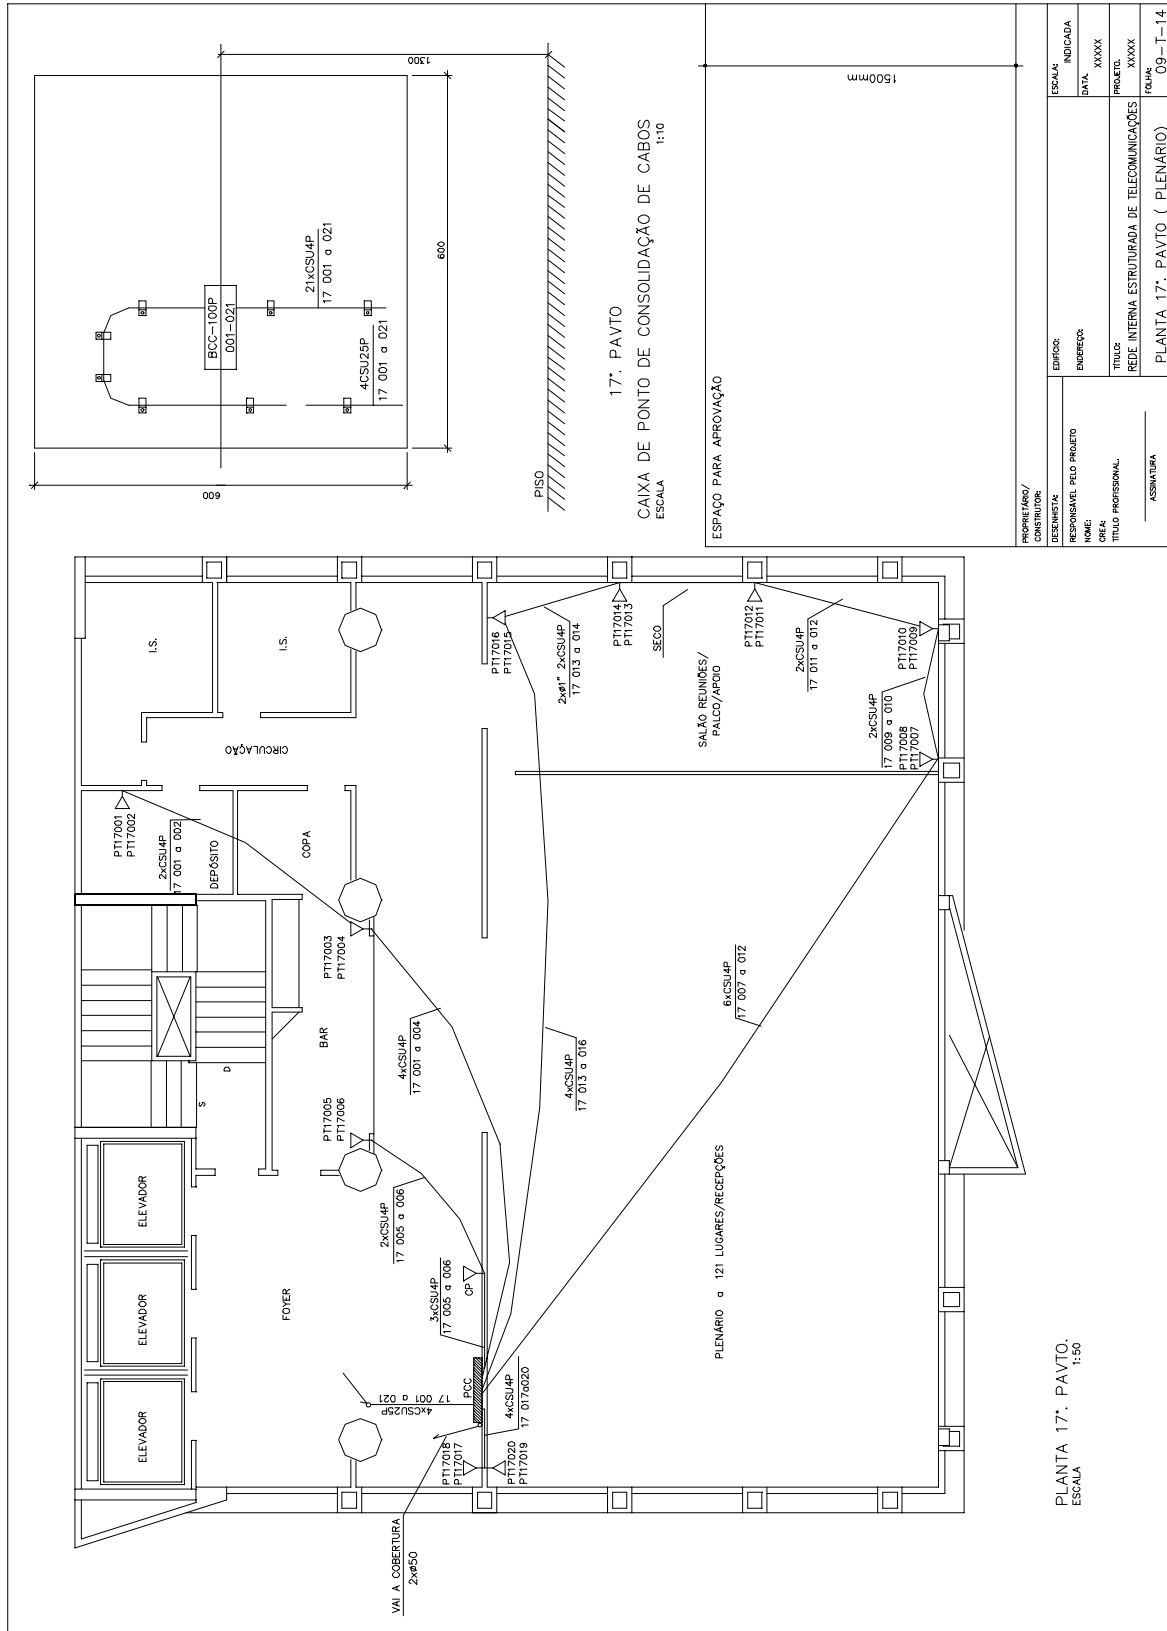 VAI A COBERTURA
2xø50
ELEVADOR
ELEVADOR
ELEVADOR
FOYER
S
D
BAR
COPA
DEPÓSITO
CIRCULAÇÃO
I.S.
I.S.
PT17001
PT17002
2xCSU4P
17 001 a 002
PT17003
PT17004
4xCSU4P
17 001 a 004
PT17005
PT17006
2xCSU4P
17 005 a 006
3xCSU4P
17 005 a 006
CP
PCC
4xCSU25P
17 001 a 021
PT17018
PT17017
PT17020
PT17019
4xCSU4P
17 017a020
4xCSU4P
17 013 a 016
6xCSU4P
17 007 a 012
PLENÁRIO a 121 LUGARES/RECEPÇÕES
PT17016
PT17015
2xø1" 2xCSU4P
17 013 a 014
PT17014
PT17013
SECO
SALÃO REUNIÕES/
PALCO/APOIO
PT17012
PT17011
2xCSU4P
17 011 a 012
PT17010
PT17009
2xCSU4P
17 009 a 010
PT17008
PT17007
PLANTA 17°. PAVTO.
ESCALA 1:50
600
600
1300
BCC-100P
001-021
21xCSU4P
17 001 a 021
4CSU25P
17 001 a 021
PISO
17°. PAVTO
CAIXA DE PONTO DE CONSOLIDAÇÃO DE CABOS
ESCALA 1:10
ESPAÇO PARA APROVAÇÃO
1500mm
PROPRIETÁRIO/
CONSTRUTOR:
DESENHISTA:
RESPONSÁVEL PELO PROJETO
NOME:
CREA:
TÍTULO PROFISSIONAL:
ASSINATURA
EDIFÍCIO:
ENDEREÇO:
TÍTULO:
REDE INTERNA ESTRUTURADA DE TELECOMUNICAÇÕES
PLANTA 17°. PAVTO ( PLENÁRIO)
ESCALA:
INDICADA
DATA:
XXXXX
PROJETO:
XXXXX
FOLHA:
09-T-14